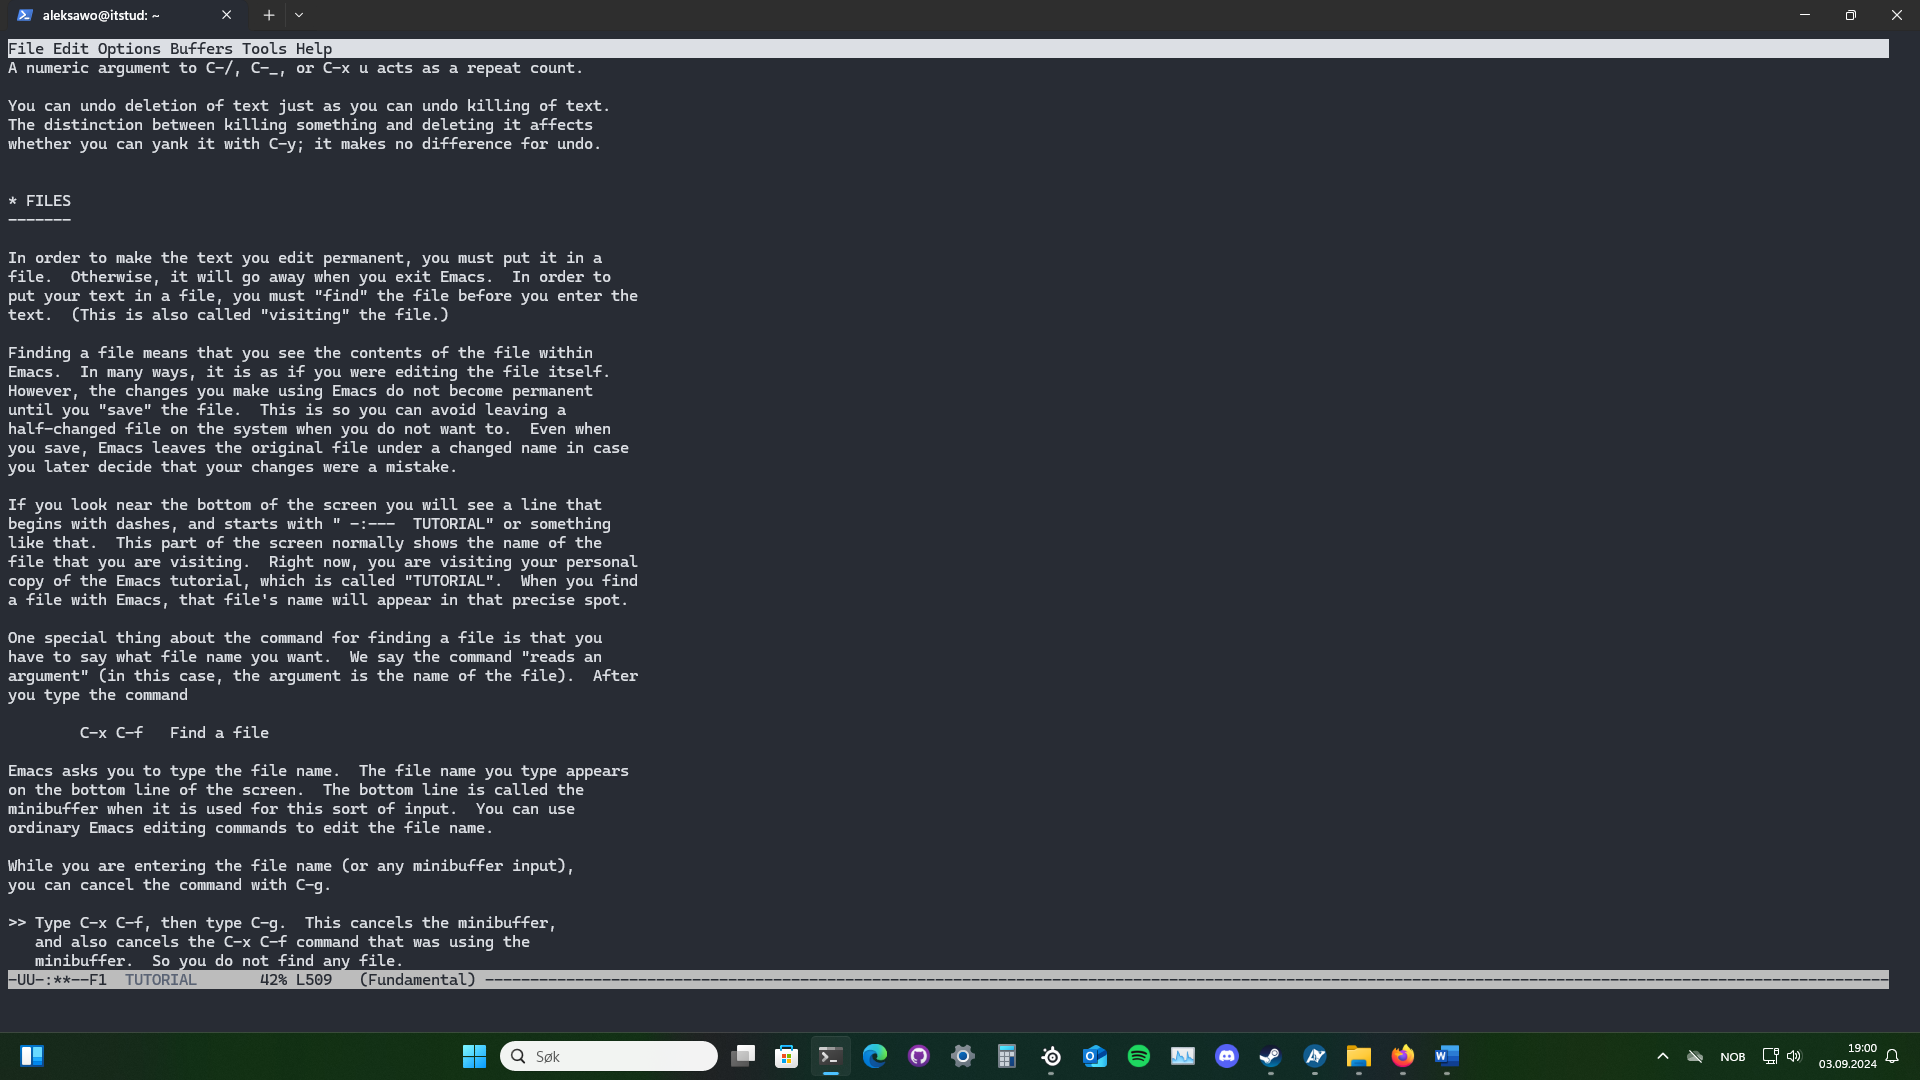 aleksawo@itstud: ~
File Edit Options Buffers Tools Help
A numeric argument to C-/, C-_, or C-x u acts as a repeat count.
You can undo deletion of text just as you can undo killing of text.
The distinction between killing something and deleting it affects
whether you can yank it with C-y; it makes no difference for undo.
* FILES
-------
In order to make the text you edit permanent, you must put it in a
file.  Otherwise, it will go away when you exit Emacs.  In order to
put your text in a file, you must "find" the file before you enter the
text.  (This is also called "visiting" the file.)
Finding a file means that you see the contents of the file within
Emacs.  In many ways, it is as if you were editing the file itself.
However, the changes you make using Emacs do not become permanent
until you "save" the file.  This is so you can avoid leaving a
half-changed file on the system when you do not want to.  Even when
you save, Emacs leaves the original file under a changed name in case
you later decide that your changes were a mistake.
If you look near the bottom of the screen you will see a line that
begins with dashes, and starts with " -:---  TUTORIAL" or something
like that.  This part of the screen normally shows the name of the
file that you are visiting.  Right now, you are visiting your personal
copy of the Emacs tutorial, which is called "TUTORIAL".  When you find
a file with Emacs, that file's name will appear in that precise spot.
One special thing about the command for finding a file is that you
have to say what file name you want.  We say the command "reads an
argument" (in this case, the argument is the name of the file).  After
you type the command
C-x C-f   Find a file
Emacs asks you to type the file name.  The file name you type appears
on the bottom line of the screen.  The bottom line is called the
minibuffer when it is used for this sort of input.  You can use
ordinary Emacs editing commands to edit the file name.
While you are entering the file name (or any minibuffer input),
you can cancel the command with C-g.
>> Type C-x C-f, then type C-g.  This cancels the minibuffer,
and also cancels the C-x C-f command that was using the
minibuffer.  So you do not find any file.
-UU-:**--F1  TUTORIAL       42% L509   (Fundamental) ------------------------------------------------------------------------------------------------------------------------------------------------------------
Søk
NOB
19:00
03.09.2024